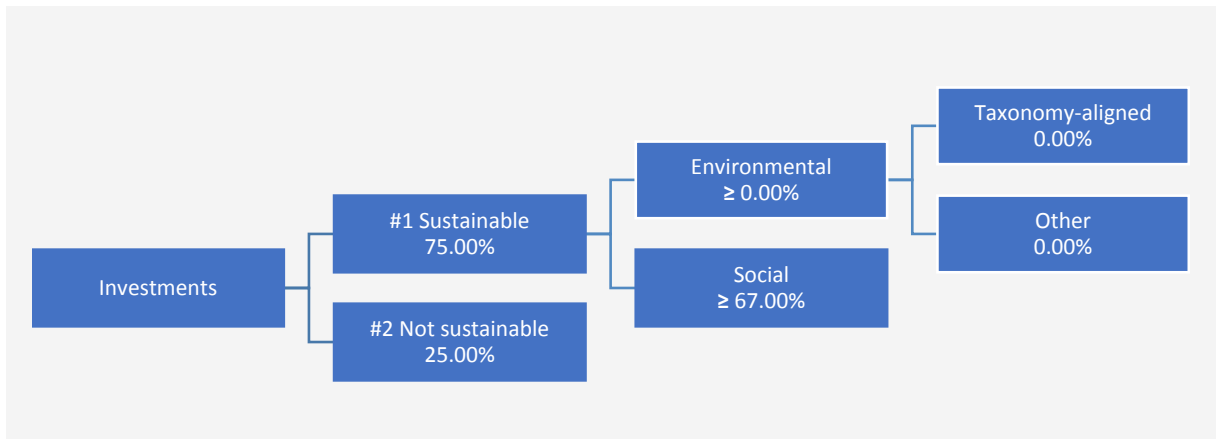 Investments
#1 Sustainable
75.00%
#2 Not sustainable
25.00%
Environmental
≥ 0.00%
Social
≥ 67.00%
Taxonomy-aligned
0.00%
Other
0.00%